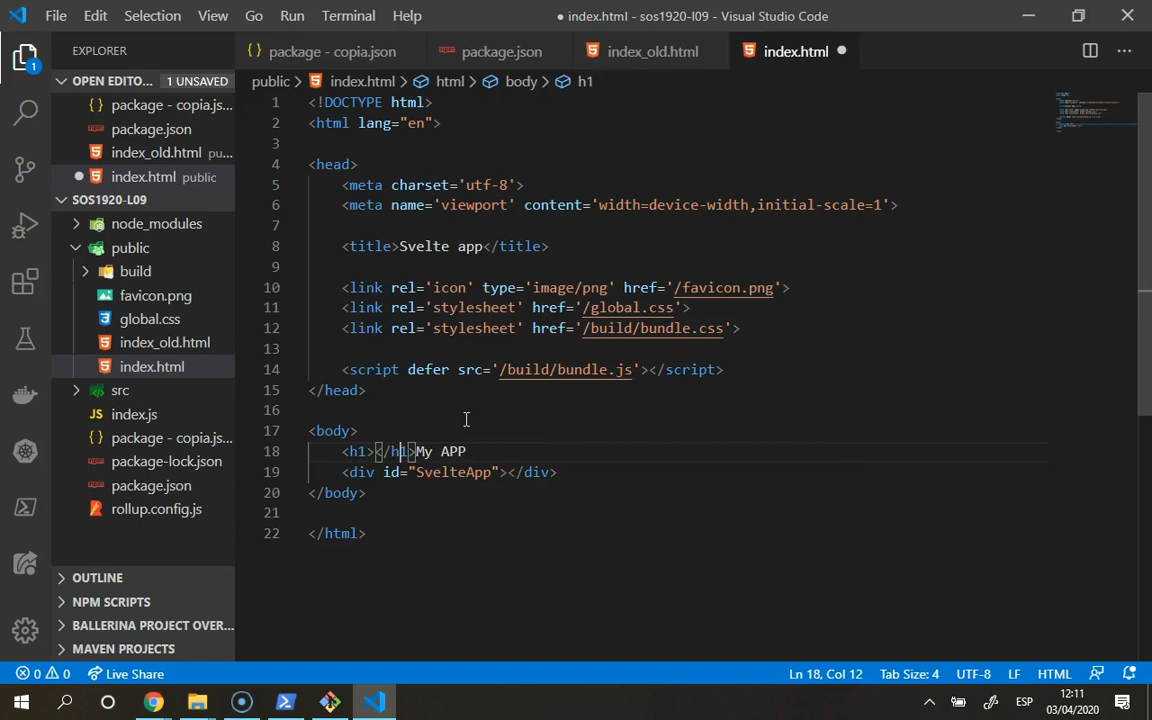 File Edit Selection View Go Run Terminal Help
● index.html - sos1920-l09 - Visual Studio Code
EXPLORER
OPEN EDITO... 1 UNSAVED
package - copia.js...
package.json
index_old.html pu...
index.html public
SOS1920-L09
node_modules
public
build
favicon.png
global.css
index_old.html
index.html
src
index.js
package - copia.js...
package-lock.json
package.json
rollup.config.js
OUTLINE
NPM SCRIPTS
BALLERINA PROJECT OVER...
MAVEN PROJECTS
package - copia.json package.json index_old.html index.html
public > index.html > html > body > h1
1 <!DOCTYPE html>
2 <html lang="en">
3
4 <head>
5 <meta charset='utf-8'>
6 <meta name='viewport' content='width=device-width,initial-scale=1'>
7
8 <title>Svelte app</title>
9
10 <link rel='icon' type='image/png' href='/favicon.png'>
11 <link rel='stylesheet' href='/global.css'>
12 <link rel='stylesheet' href='/build/bundle.css'>
13
14 <script defer src='/build/bundle.js'></script>
15 </head>
16
17 <body>
18 <h1></h1>My APP
19 <div id="SvelteApp"></div>
20 </body>
21
22 </html>
0 0 Live Share
Ln 18, Col 12 Tab Size: 4 UTF-8 LF HTML
ESP
12:11
03/04/2020